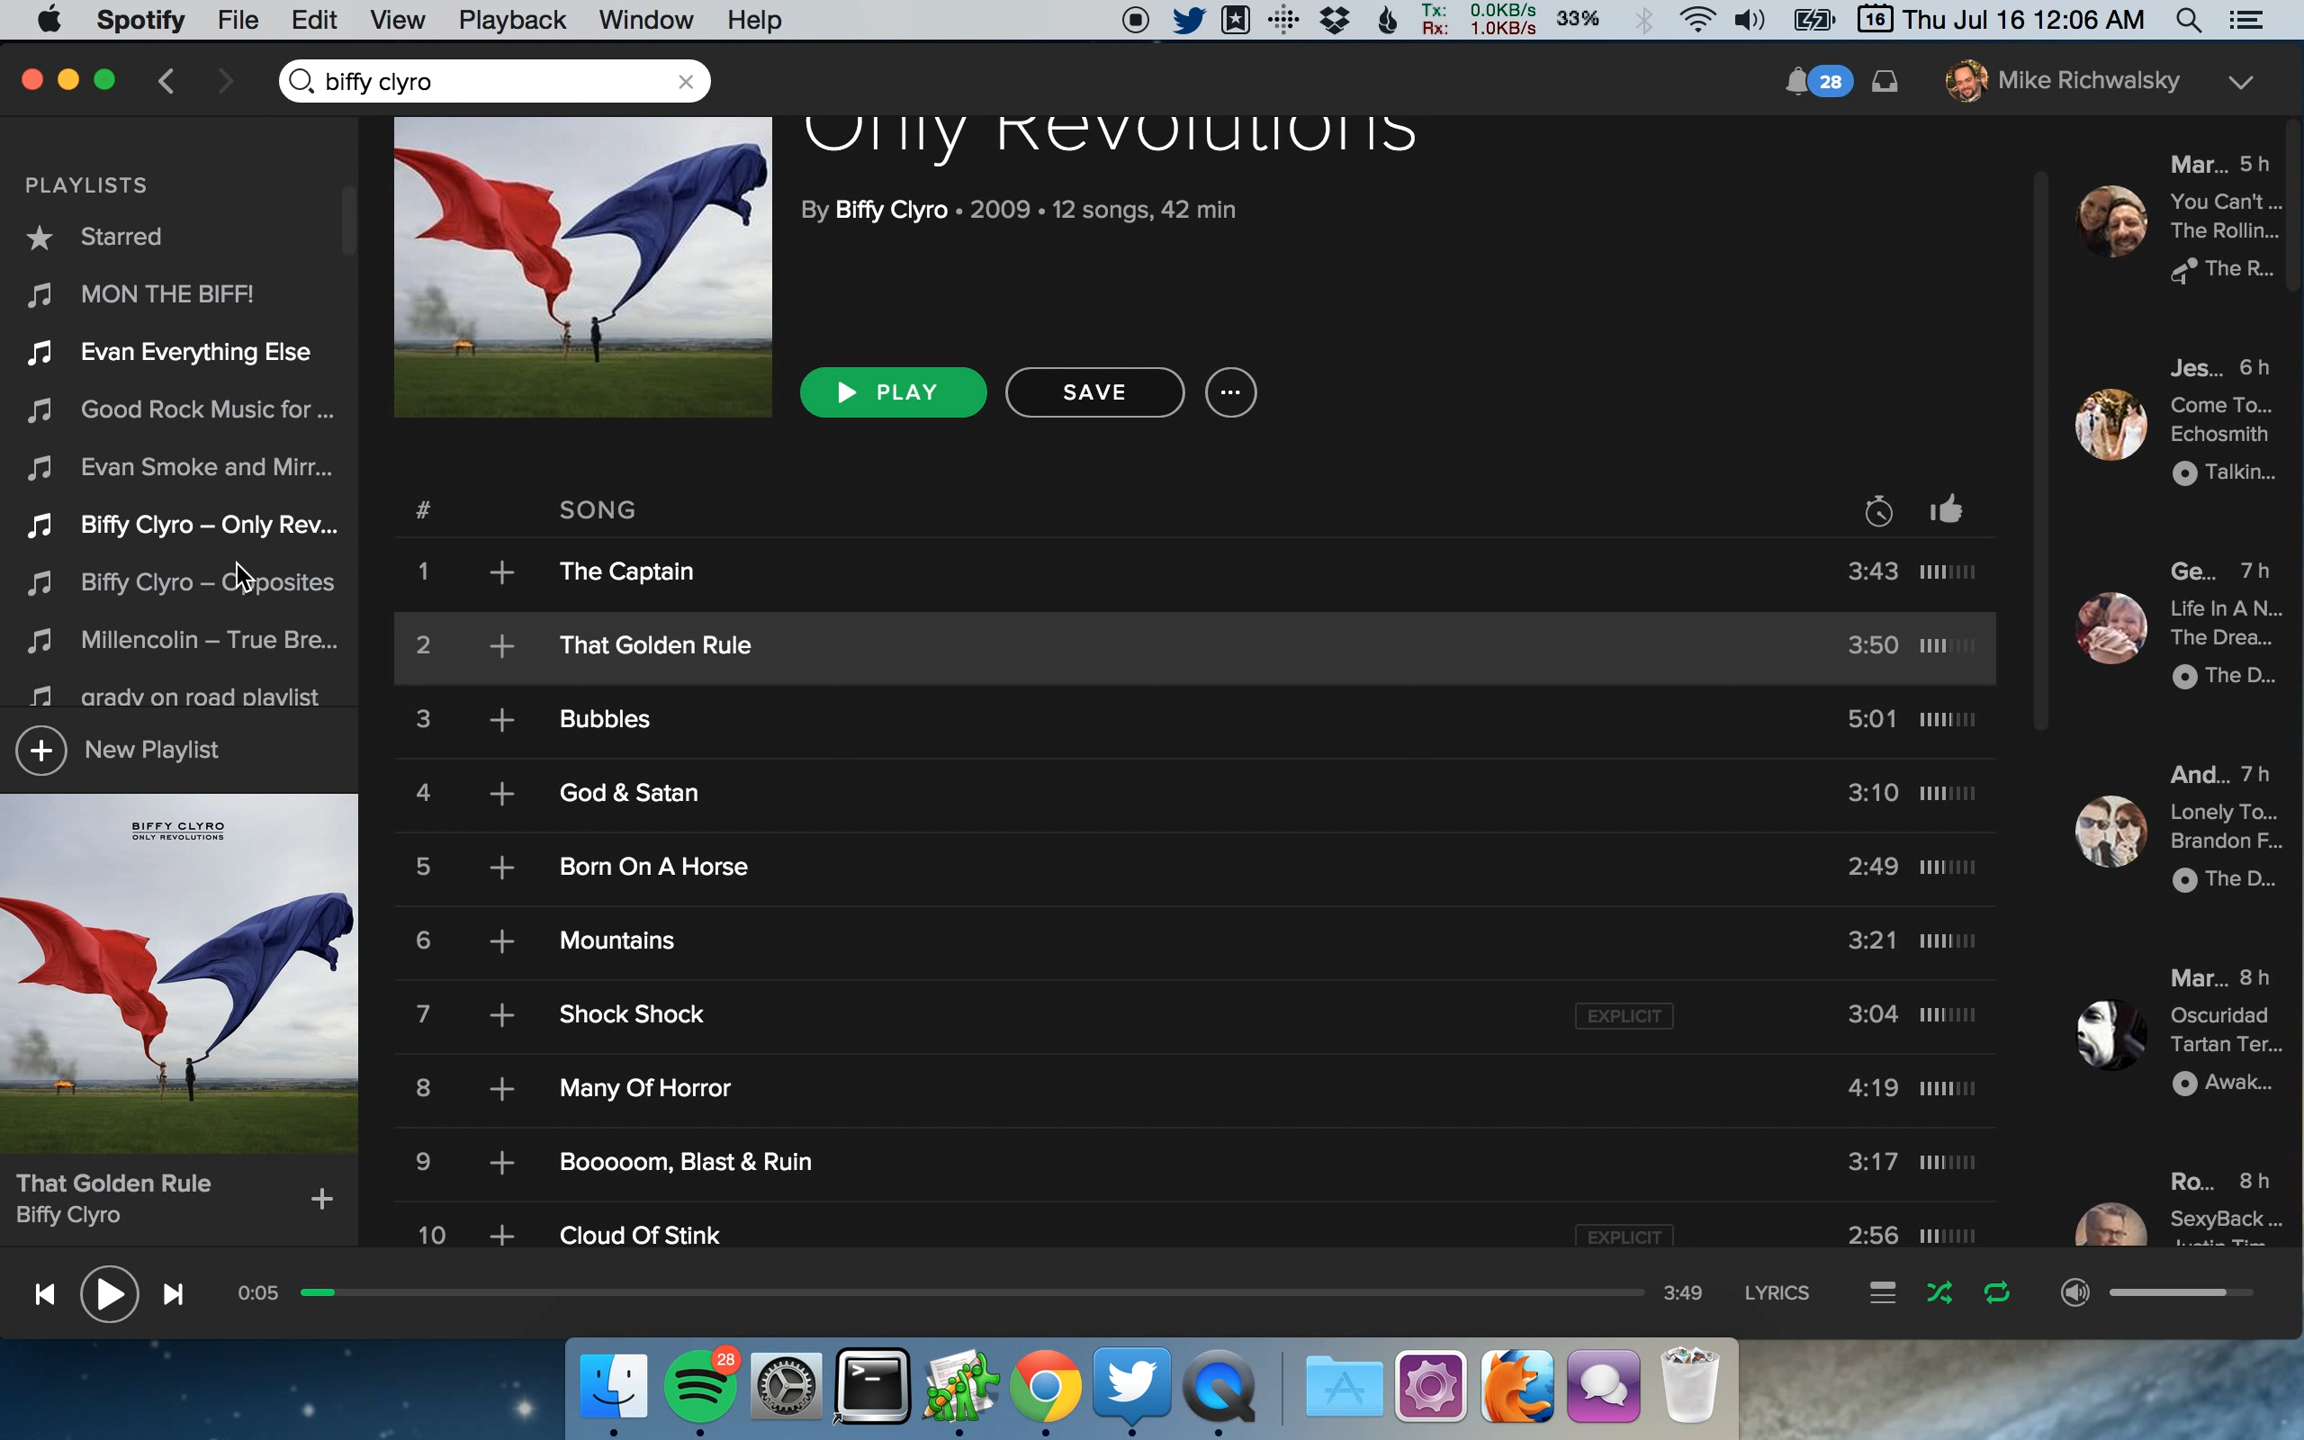 Spotify File Edit View Playback Window Help
Tx: 0.0KB/s
Rx: 1.0KB/s
33%
16 Thu Jul 16 12:06 AM
biffy clyro
28
Mike Richwalsky
PLAYLISTS
Starred
MON THE BIFF!
Evan Everything Else
Good Rock Music for ...
Evan Smoke and Mirr...
Biffy Clyro – Only Rev...
Biffy Clyro – Opposites
Millencolin – True Bre...
grady on road playlist
New Playlist
BIFFY CLYRO
ONLY REVOLUTIONS
That Golden Rule
Biffy Clyro
Only Revolutions
By Biffy Clyro • 2009 • 12 songs, 42 min
PLAY SAVE
# SONG
1 The Captain 3:43
2 That Golden Rule 3:50
3 Bubbles 5:01
4 God & Satan 3:10
5 Born On A Horse 2:49
6 Mountains 3:21
7 Shock Shock EXPLICIT 3:04
8 Many Of Horror 4:19
9 Booooom, Blast & Ruin 3:17
10 Cloud Of Stink EXPLICIT 2:56
Mar... 5 h
You Can't ...
The Rollin...
The R...
Jes... 6 h
Come To...
Echosmith
Talkin...
Ge... 7 h
Life In A N...
The Drea...
The D...
And... 7 h
Lonely To...
Brandon F...
The D...
Mar... 8 h
Oscuridad
Tartan Ter...
Awak...
Ro... 8 h
SexyBack ...
Justin Tim...
0:05 3:49 LYRICS
28